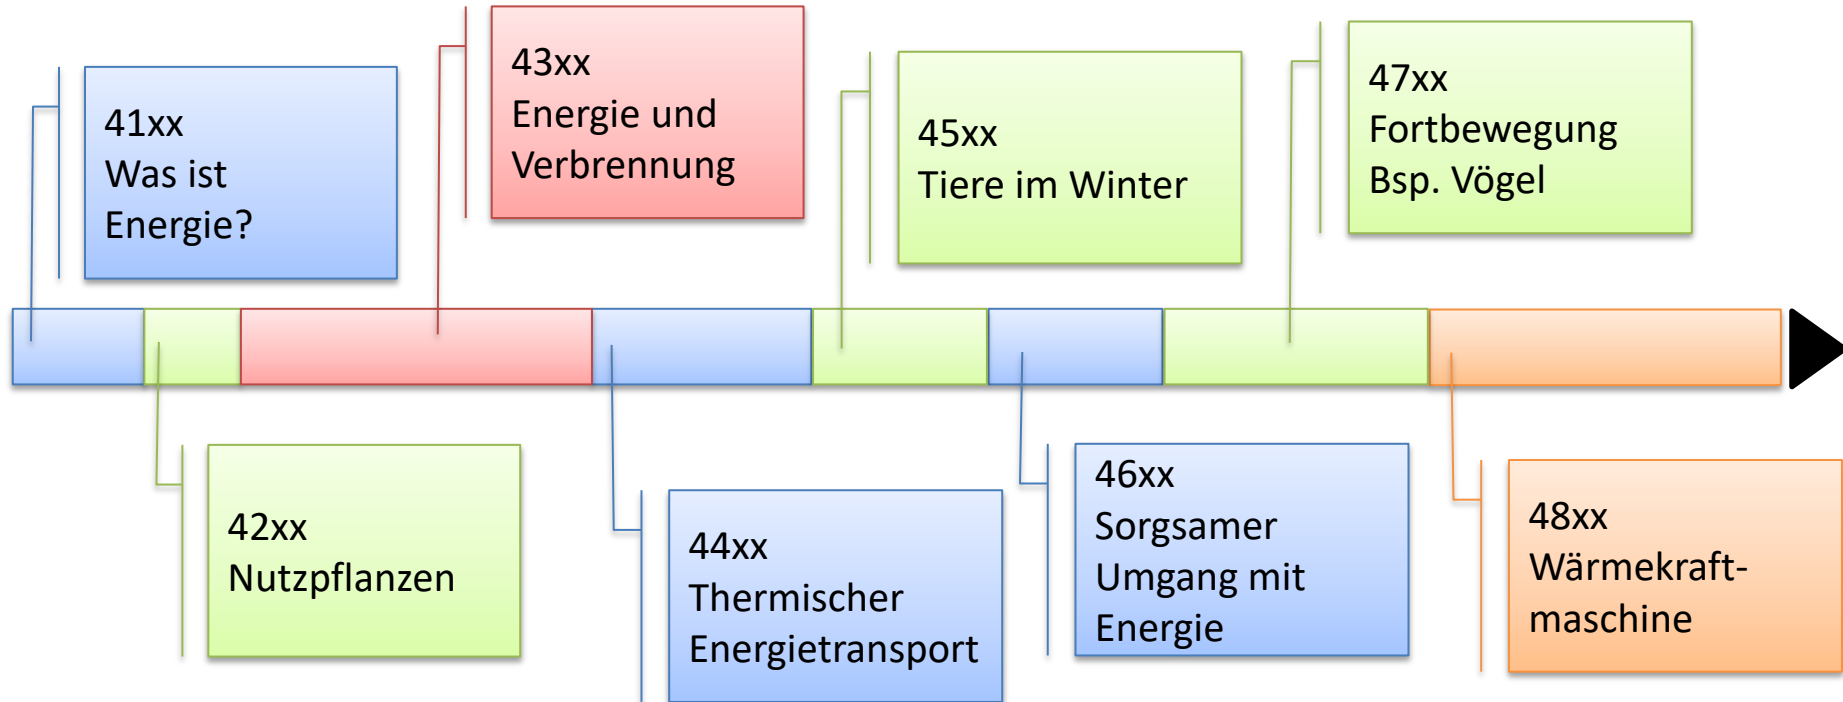 41xx
Was ist
Energie?
42xx
Nutzpflanzen
43xx
Energie und
Verbrennung
44xx
Thermischer
Energietransport
45xx
Tiere im Winter
46xx
Sorgsamer
Umgang mit
Energie
47xx
Fortbewegung
Bsp. Vögel
48xx
Wärmekraft-
maschine